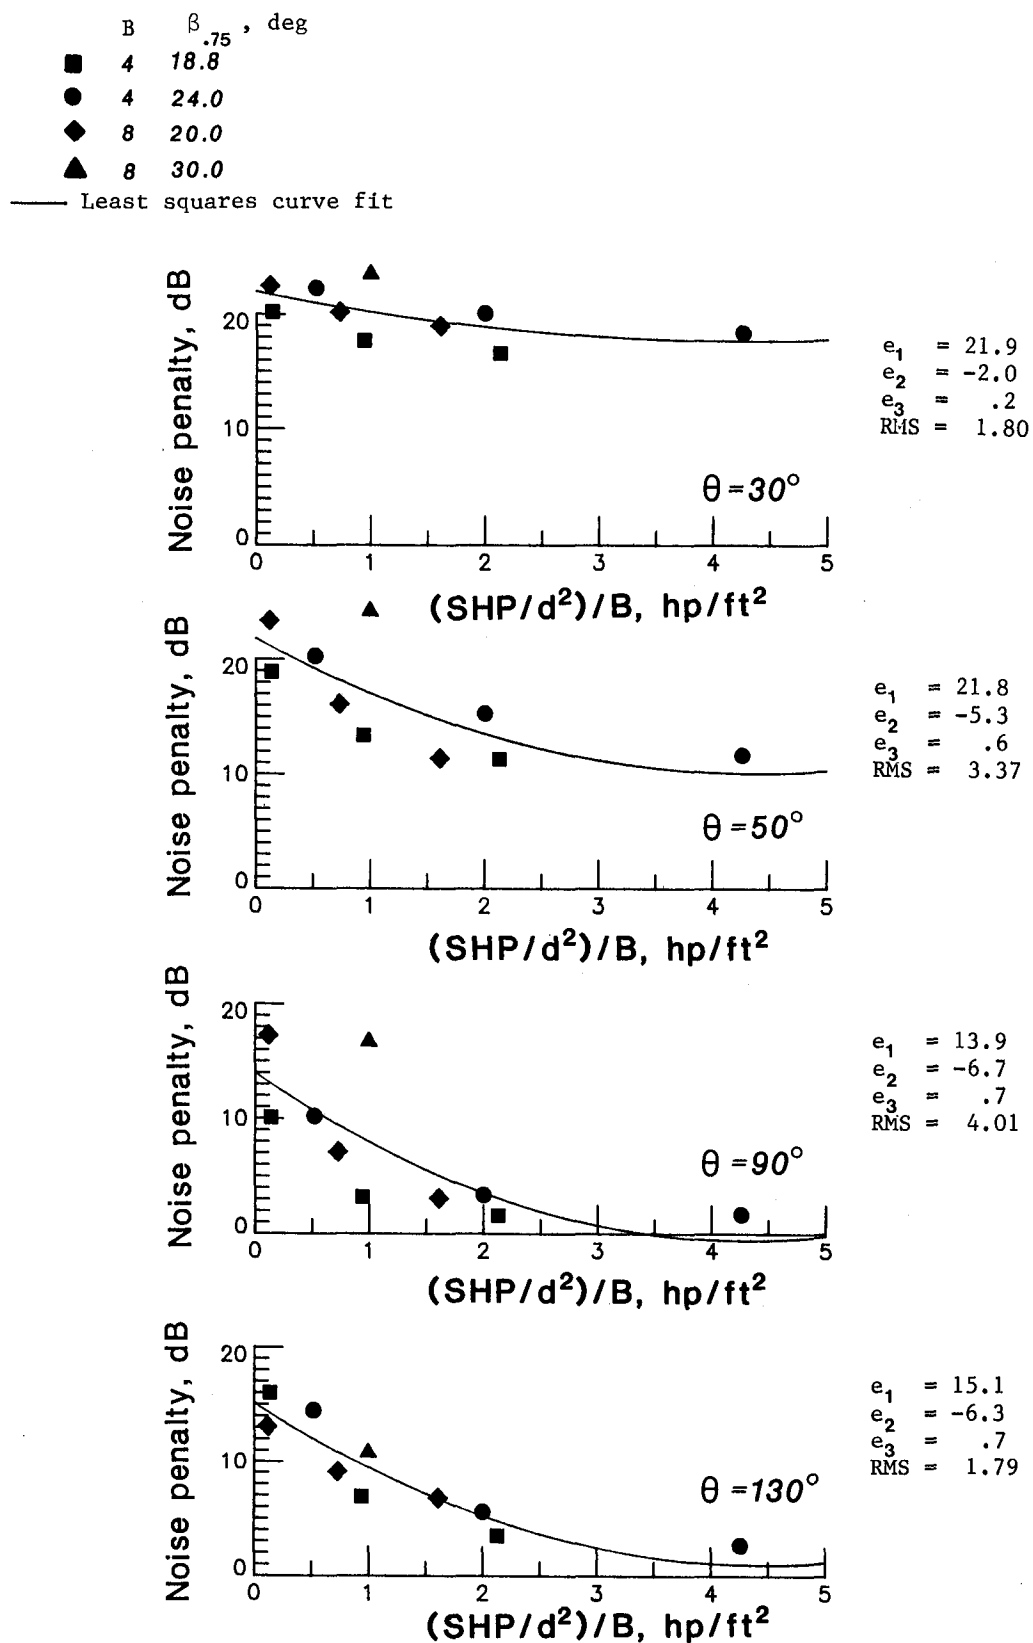 B β.75, deg
■ 4 18.8
● 4 24.0
◆ 8 20.0
▲ 8 30.0
Least squares curve fit
Noise penalty, dB
20
10
0
0 1 2 3 4 5
(SHP/d²)/B, hp/ft²
θ = 30°
e₁ = 21.9
e₂ = -2.0
e₃ = .2
RMS = 1.80
Noise penalty, dB
20
10
0
0 1 2 3 4 5
(SHP/d²)/B, hp/ft²
θ = 50°
e₁ = 21.8
e₂ = -5.3
e₃ = .6
RMS = 3.37
Noise penalty, dB
20
10
0
0 1 2 3 4 5
(SHP/d²)/B, hp/ft²
θ = 90°
e₁ = 13.9
e₂ = -6.7
e₃ = .7
RMS = 4.01
Noise penalty, dB
20
10
0
0 1 2 3 4 5
(SHP/d²)/B, hp/ft²
θ = 130°
e₁ = 15.1
e₂ = -6.3
e₃ = .7
RMS = 1.79